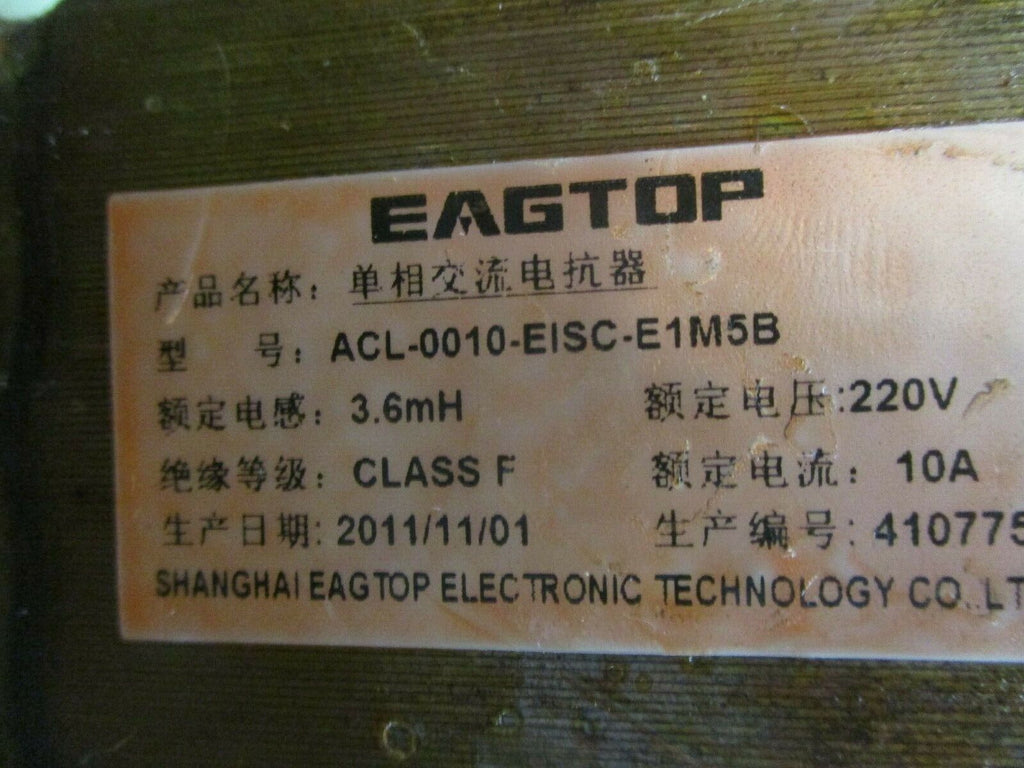 EAGTOP
产品名称: 单相交流电抗器
型 号: ACL-0010-EISC-E1M5B
额定电感: 3.6mH 额定电压:220V
绝缘等级: CLASS F 额定电流: 10A
生产日期: 2011/11/01 生产编号: 410775
SHANGHAI EAGTOP ELECTRONIC TECHNOLOGY CO.,LT